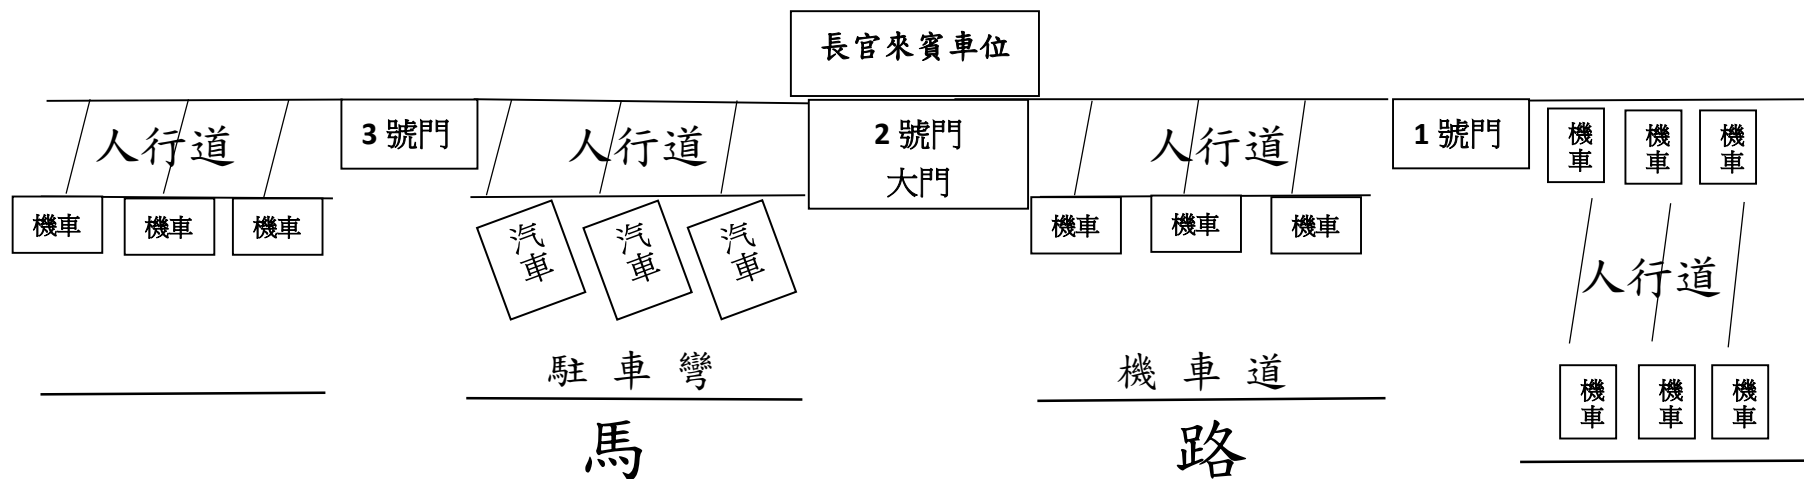 長官來賓車位
人行道
3 號門
人行道
2 號門
大門
人行道
1 號門
機車
機車
機車
機車
機車
機車
汽車
汽車
汽車
機車
機車
機車
人行道
駐車彎
機車道
機車
機車
機車
馬路